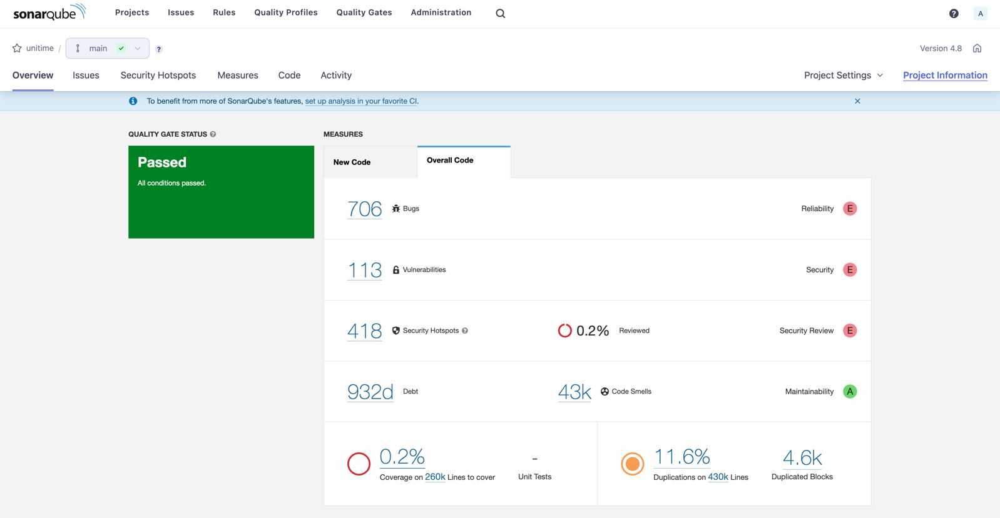 sonarqube Projects Issues Rules Quality Profiles Quality Gates Administration ? A
unitime / main ? Version 4.8
Overview Issues Security Hotspots Measures Code Activity Project Settings Project Information
To benefit from more of SonarQube's features, set up analysis in your favorite CI.
QUALITY GATE STATUS ?
Passed
All conditions passed.
MEASURES
New Code Overall Code
706 Bugs Reliability E
113 Vulnerabilities Security E
418 Security Hotspots ? 0.2% Reviewed Security Review E
932d Debt 43k Code Smells Maintainability A
0.2%
Coverage on 260k Lines to cover
-
Unit Tests
11.6%
Duplications on 430k Lines
4.6k
Duplicated Blocks